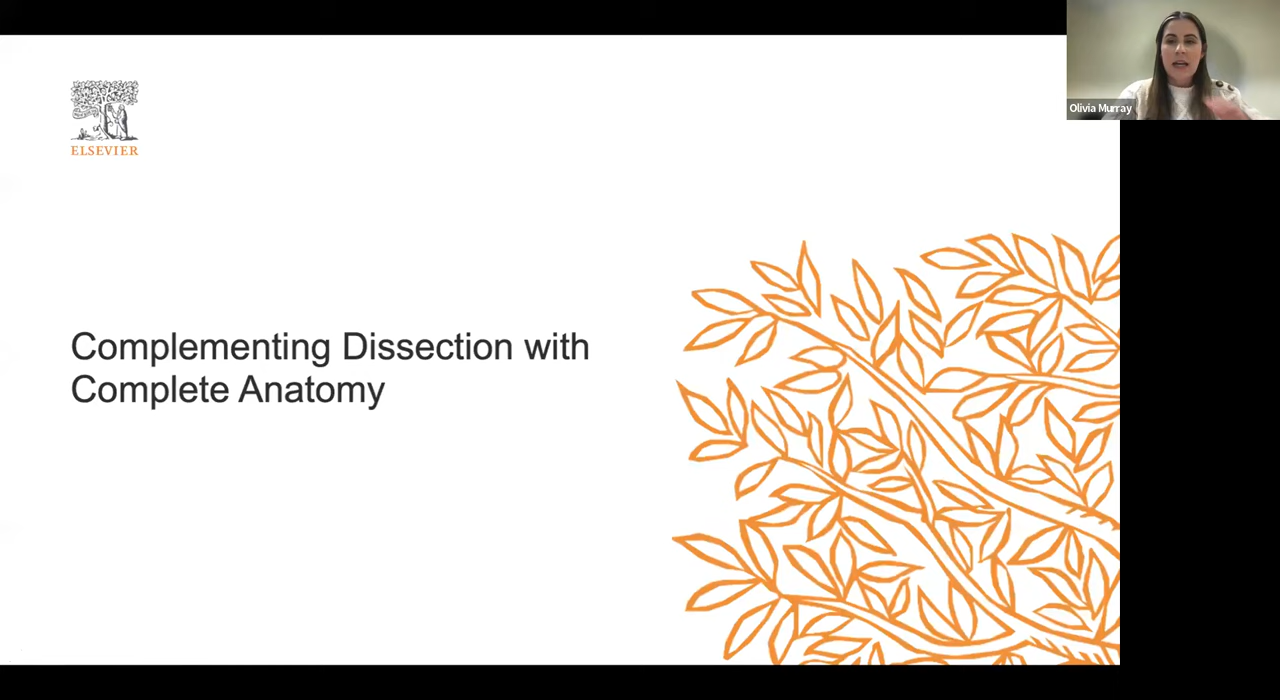 ELSEVIER
Complementing Dissection with
Complete Anatomy
Olivia Murray